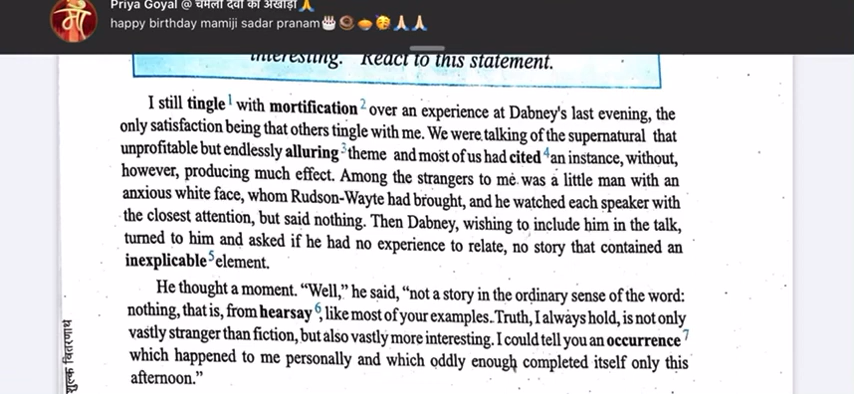 Priya Goyal @ चमेली देवी का अखाड़ा 🙏
happy birthday mamiji sadar pranam 🎂🪔🥧🥳🙏🙏
माँ
interesting. React to this statement.
I still tingle 1 with mortification 2 over an experience at Dabney's last evening, the
only satisfaction being that others tingle with me. We were talking of the supernatural that
unprofitable but endlessly alluring 3 theme and most of us had cited 4 an instance, without,
however, producing much effect. Among the strangers to me was a little man with an
anxious white face, whom Rudson-Wayte had brought, and he watched each speaker with
the closest attention, but said nothing. Then Dabney, wishing to include him in the talk,
turned to him and asked if he had no experience to relate, no story that contained an
inexplicable 5 element.
He thought a moment. “Well,” he said, “not a story in the ordinary sense of the word:
nothing, that is, from hearsay 6, like most of your examples. Truth, I always hold, is not only
vastly stranger than fiction, but also vastly more interesting. I could tell you an occurrence 7
which happened to me personally and which oddly enough completed itself only this
afternoon.”
शुल्क वितरणार्थ